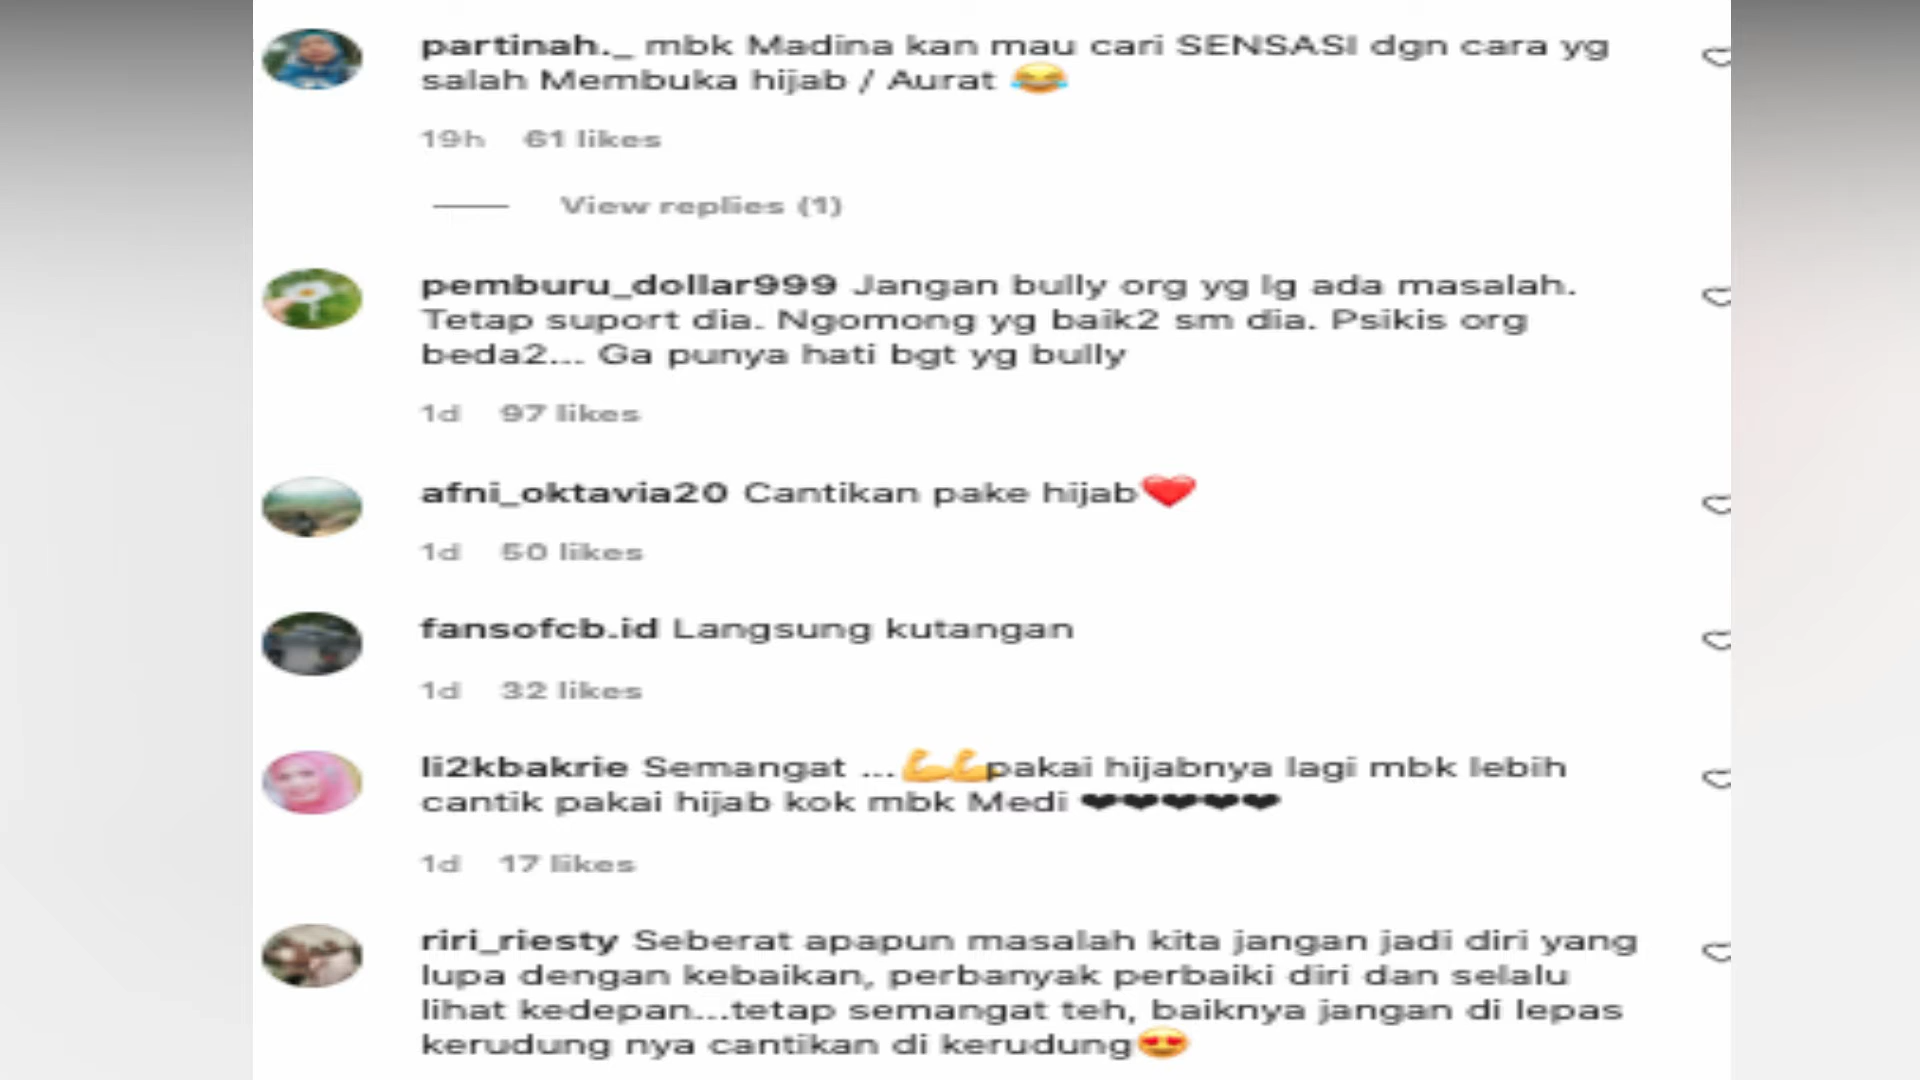 partinah._ mbk Madina kan mau cari SENSASI dgn cara yg
salah Membuka hijab / Aurat 😂
19h 61 likes
View replies (1)
pemburu_dollar999 Jangan bully org yg lg ada masalah.
Tetap suport dia. Ngomong yg baik2 sm dia. Psikis org
beda2... Ga punya hati bgt yg bully
1d 97 likes
afni_oktavia20 Cantikan pake hijab❤️
1d 50 likes
fansofcb.id Langsung kutangan
1d 32 likes
li2kbakrie Semangat ...💪💪pakai hijabnya lagi mbk lebih
cantik pakai hijab kok mbk Medi ❤❤❤❤❤
1d 17 likes
riri_riesty Seberat apapun masalah kita jangan jadi diri yang
lupa dengan kebaikan, perbanyak perbaiki diri dan selalu
lihat kedepan...tetap semangat teh, baiknya jangan di lepas
kerudung nya cantikan di kerudung😍